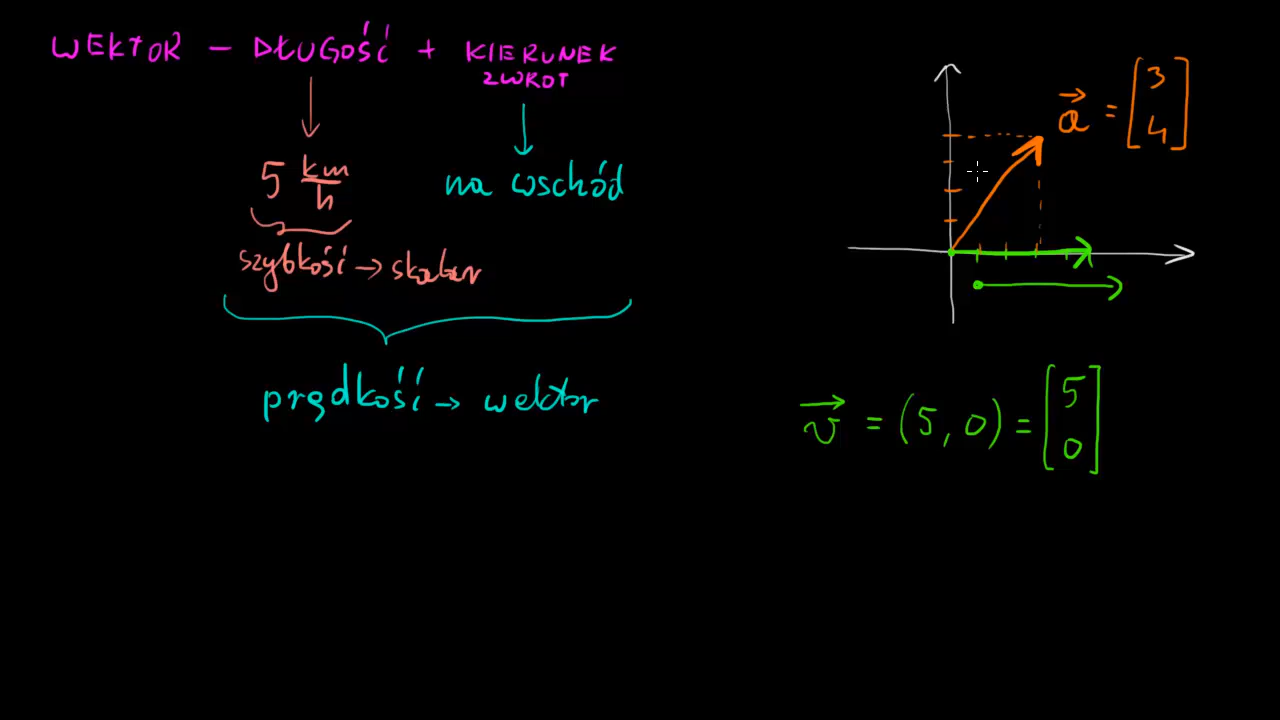 WEKTOR - DŁUGOŚĆ + KIERUNEK
ZWROT
5 km/h
na wschód
szybkość → skalar
prędkość → wektor
a⃗ = [3 4]
v⃗ = (5, 0) = [5 0]